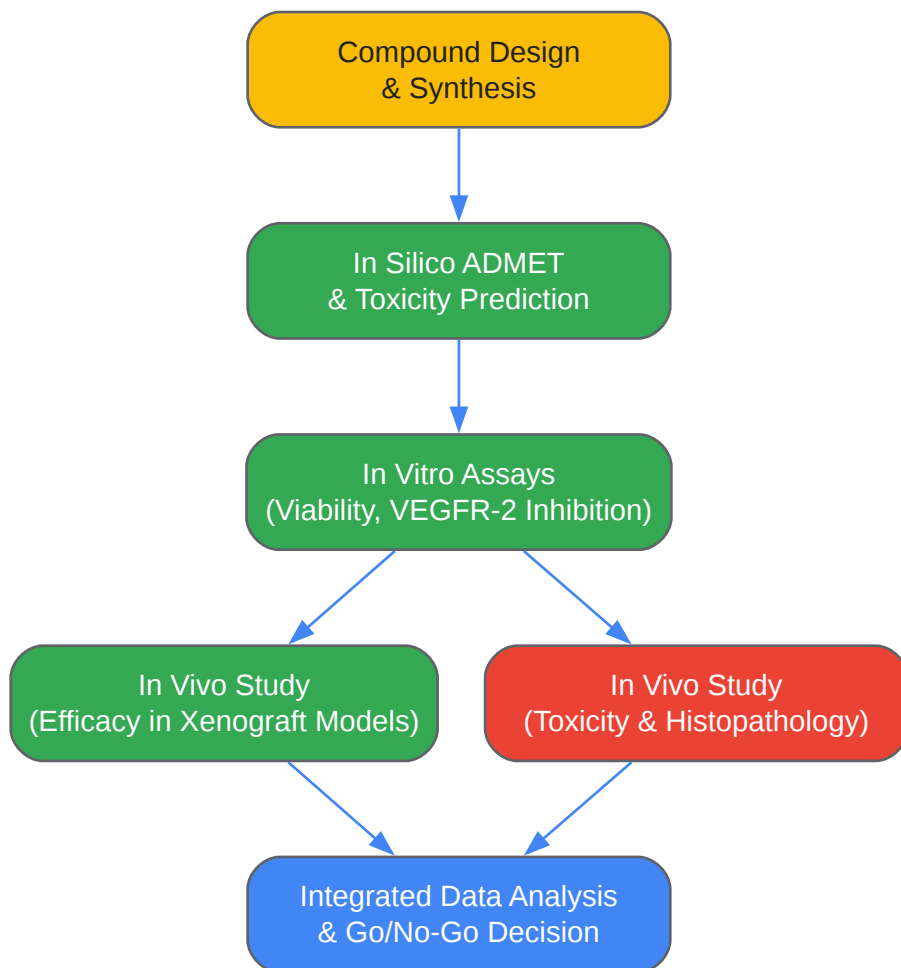 Compound Design
& Synthesis
In Silico ADMET
& Toxicity Prediction
In Vitro Assays
(Viability, VEGFR-2 Inhibition)
In Vivo Study
(Efficacy in Xenograft Models)
In Vivo Study
(Toxicity & Histopathology)
Integrated Data Analysis
& Go/No-Go Decision